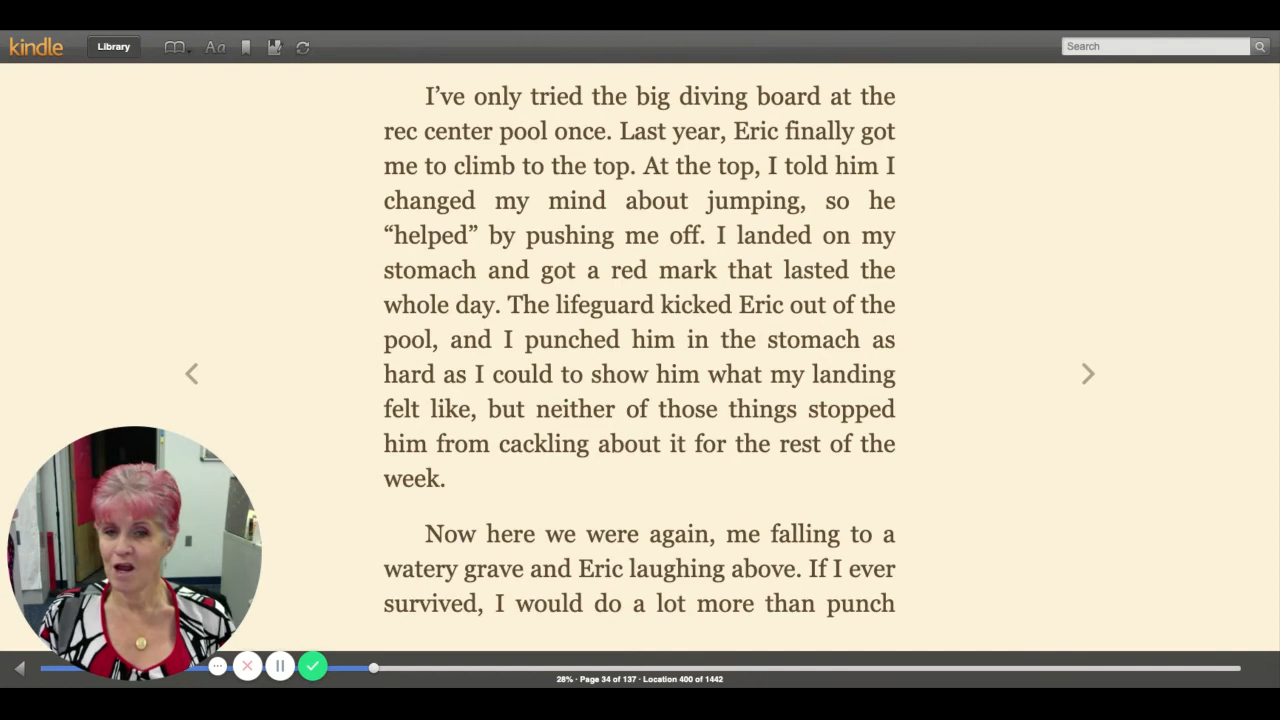 kindle
Library
Aa
Search
I’ve only tried the big diving board at the
rec center pool once. Last year, Eric finally got
me to climb to the top. At the top, I told him I
changed my mind about jumping, so he
“helped” by pushing me off. I landed on my
stomach and got a red mark that lasted the
whole day. The lifeguard kicked Eric out of the
pool, and I punched him in the stomach as
hard as I could to show him what my landing
felt like, but neither of those things stopped
him from cackling about it for the rest of the
week.
Now here we were again, me falling to a
watery grave and Eric laughing above. If I ever
survived, I would do a lot more than punch
28% · Page 34 of 137 · Location 400 of 1442